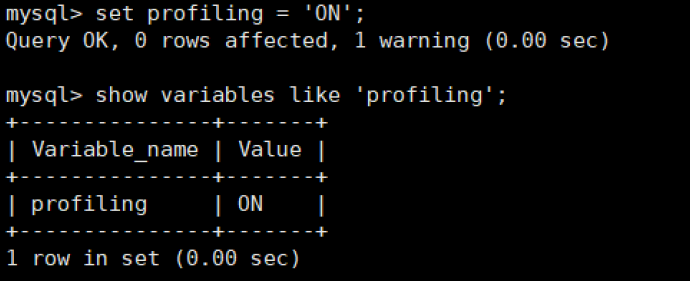 mysql> set profiling = 'ON';
Query OK, 0 rows affected, 1 warning (0.00 sec)
mysql> show variables like 'profiling';
+---------------+-------+
| Variable_name | Value |
+---------------+-------+
| profiling     | ON    |
+---------------+-------+
1 row in set (0.00 sec)